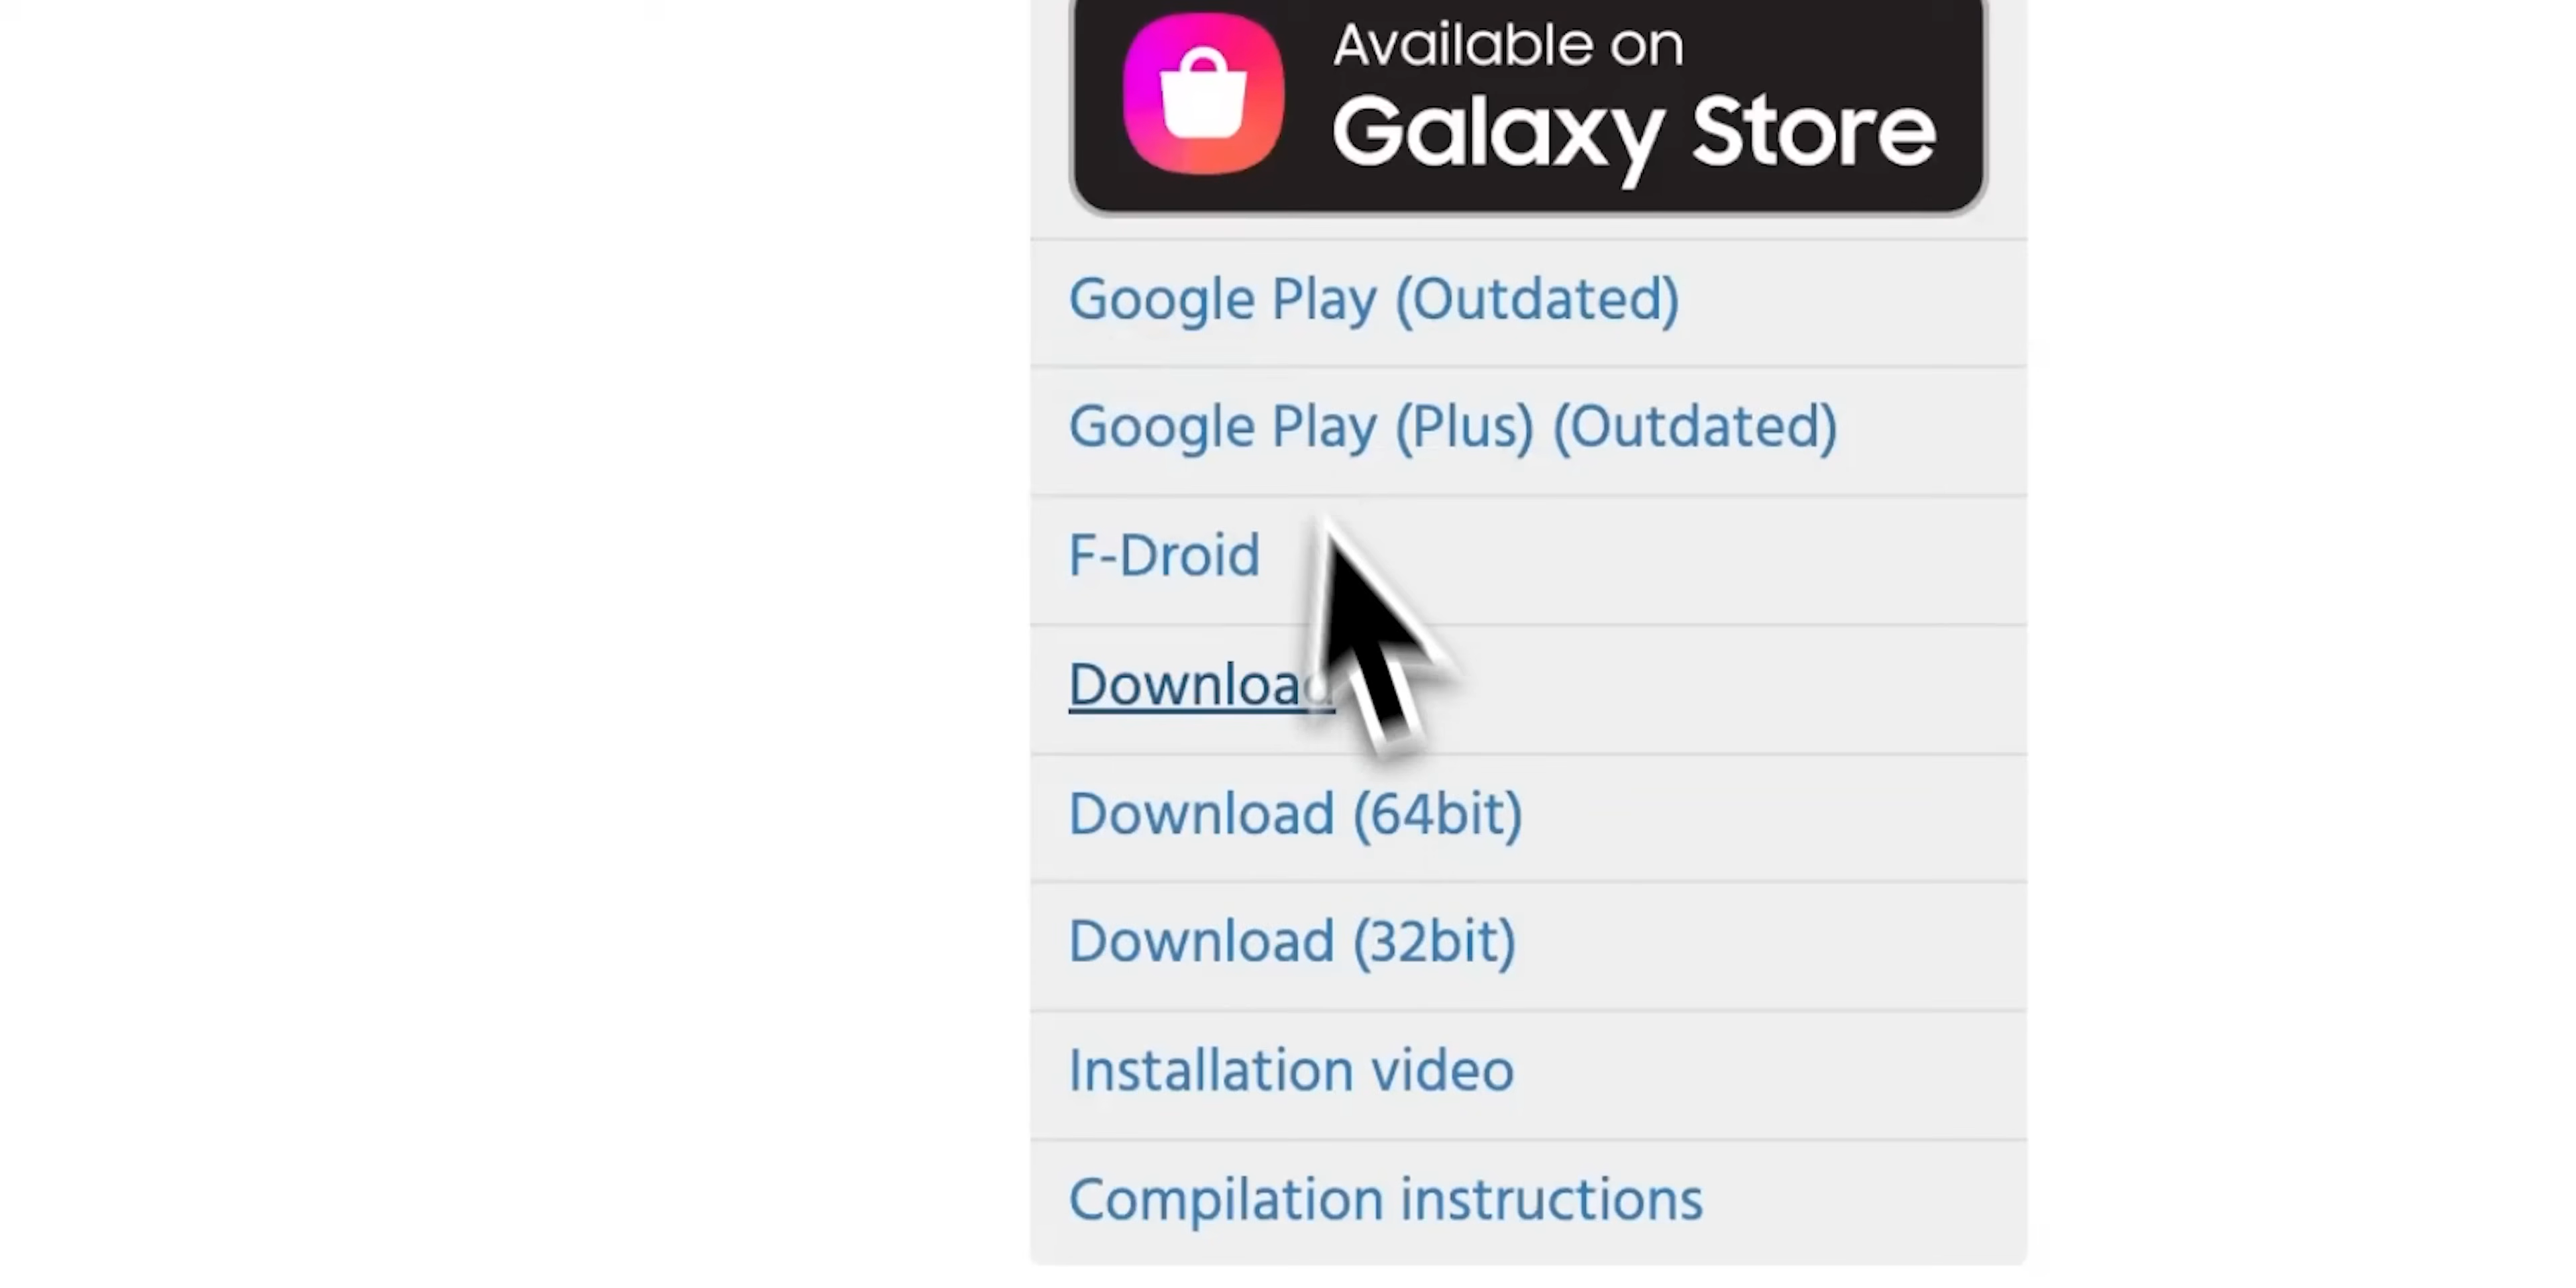 Available on
Galaxy Store
Google Play (Outdated)
Google Play (Plus) (Outdated)
F-Droid
Download
Download (64bit)
Download (32bit)
Installation video
Compilation instructions